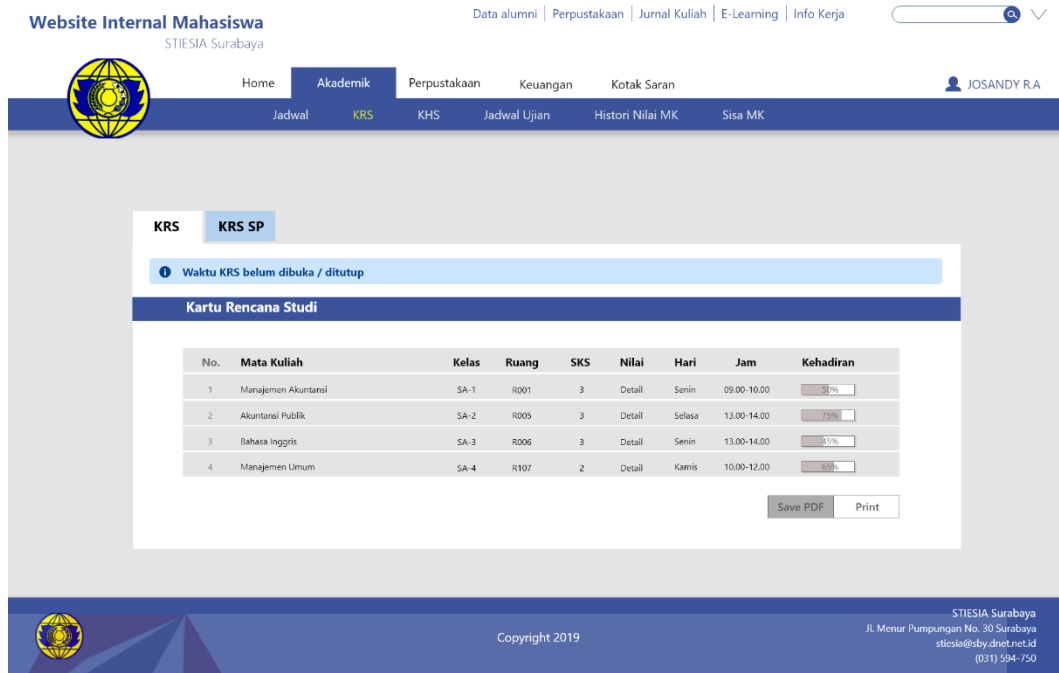 Website Internal Mahasiswa
STIESIA Surabaya
Data alumni | Perpustakaan | Jurnal Kuliah | E-Learning | Info Kerja
Home Akademik Perpustakaan Keuangan Kotak Saran
JOSANDY R.A
Jadwal KRS KHS Jadwal Ujian Histori Nilai MK Sisa MK
KRS KRS SP
Waktu KRS belum dibuka / ditutup
Kartu Rencana Studi
No. Mata Kuliah Kelas Ruang SKS Nilai Hari Jam Kehadiran
1 Manajemen Akuntansi SA-1 R001 3 Detail Senin 09.00-10.00 50%
2 Akuntansi Publik SA-2 R005 3 Detail Selasa 13.00-14.00 75%
3 Bahasa Inggris SA-3 R006 3 Detail Senin 13.00-14.00 45%
4 Manajemen Umum SA-4 R107 2 Detail Kamis 10.00-12.00 65%
Save PDF Print
Copyright 2019
STIESIA Surabaya
Jl. Menur Pumpungan No. 30 Surabaya
stiesia@sby.dnet.net.id
(031) 594-750